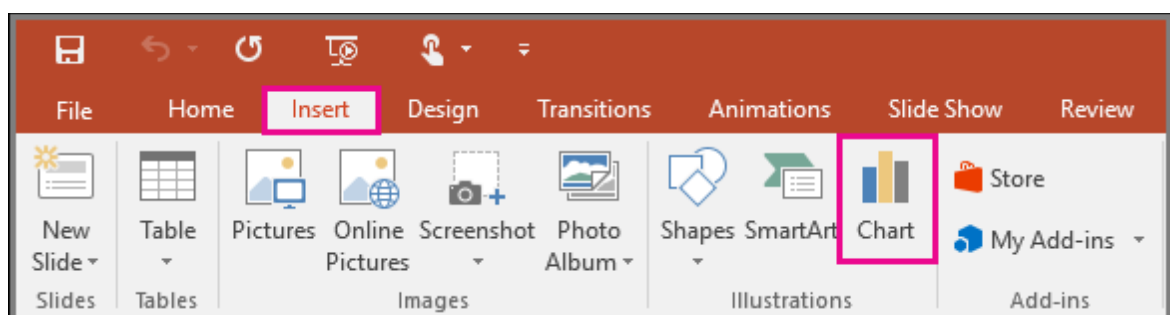 File Home Insert Design Transitions Animations Slide Show Review
New Table Pictures Online Screenshot Photo Shapes SmartArt Chart Store
Slide Pictures Album My Add-ins
Slides Tables Images Illustrations Add-ins